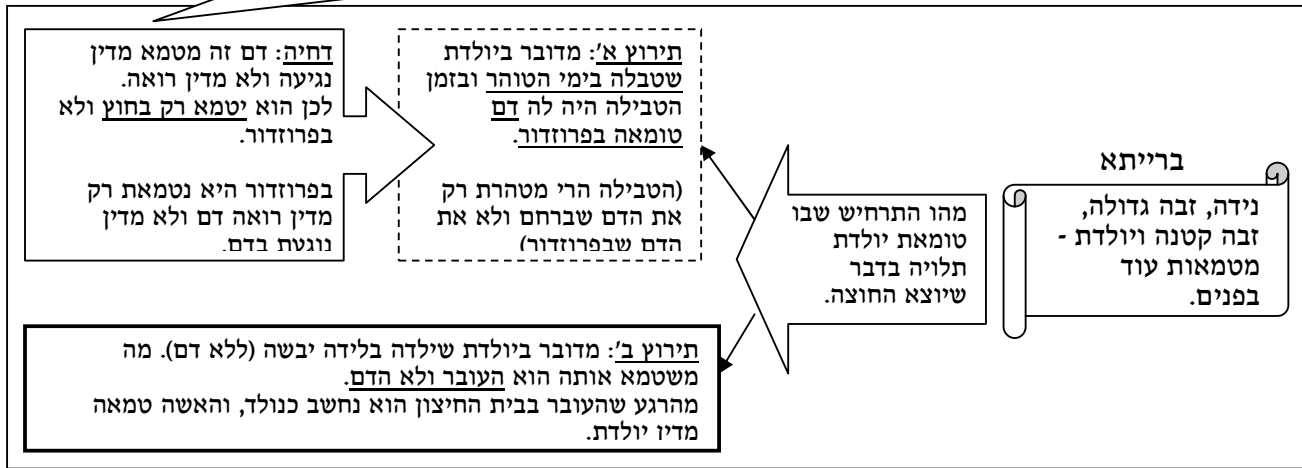 ברייתא
נידה, זבה גדולה,
זבה קטנה ויולדת -
מטמאות עוד
בפנים.
מהו התרחיש שבו
טומאת יולדת
תלויה בדבר
שיוצא החוצה.
תירוץ א': מדובר ביולדת
שטבלה בימי הטוהר ובזמן
הטבילה היה לה דם
טומאה בפרוזדור.
(הטבילה הרי מטהרת רק
את הדם שברחם ולא את
הדם שבפרוזדור)
דחיה: דם זה מטמא מדין
נגיעה ולא מדין רואה.
לכן הוא יטמא רק בחוץ ולא
בפרוזדור.
בפרוזדור היא נטמאת רק
מדין רואה דם ולא מדין
נוגעת בדם.
תירוץ ב': מדובר ביולדת שילדה בלידה יבשה (ללא דם). מה
משטמא אותה הוא העובר ולא הדם.
מהרגע שהעובר בבית החיצון הוא נחשב כנולד, והאשה טמאה
מדין יולדת.